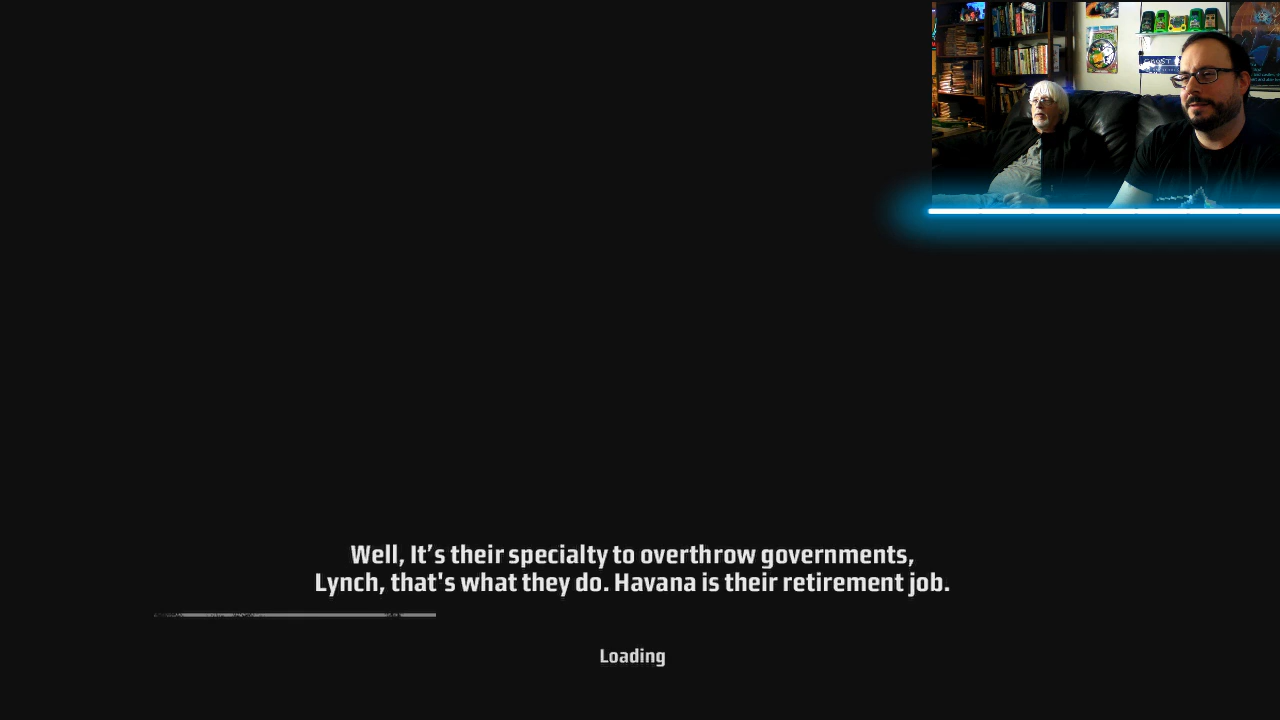 Well, It’s their specialty to overthrow governments,
Lynch, that's what they do. Havana is their retirement job.
Loading